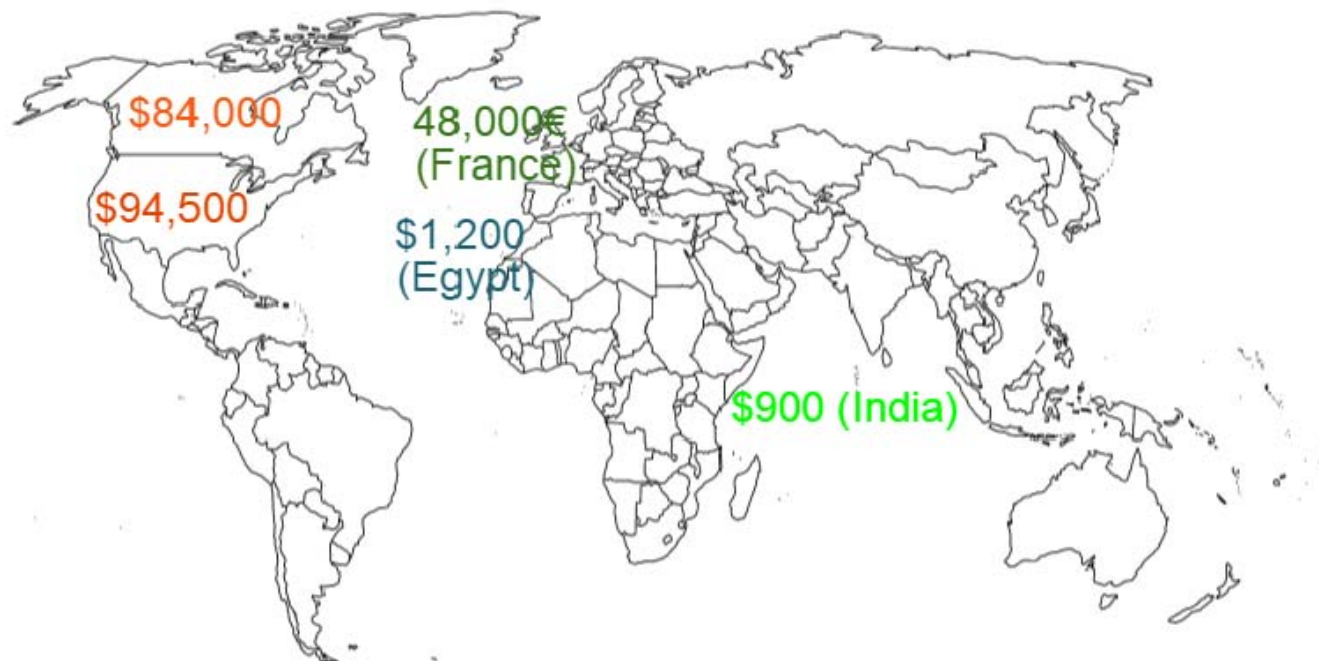 $84,000
$94,500
48,000€
(France)
$1,200
(Egypt)
$900 (India)